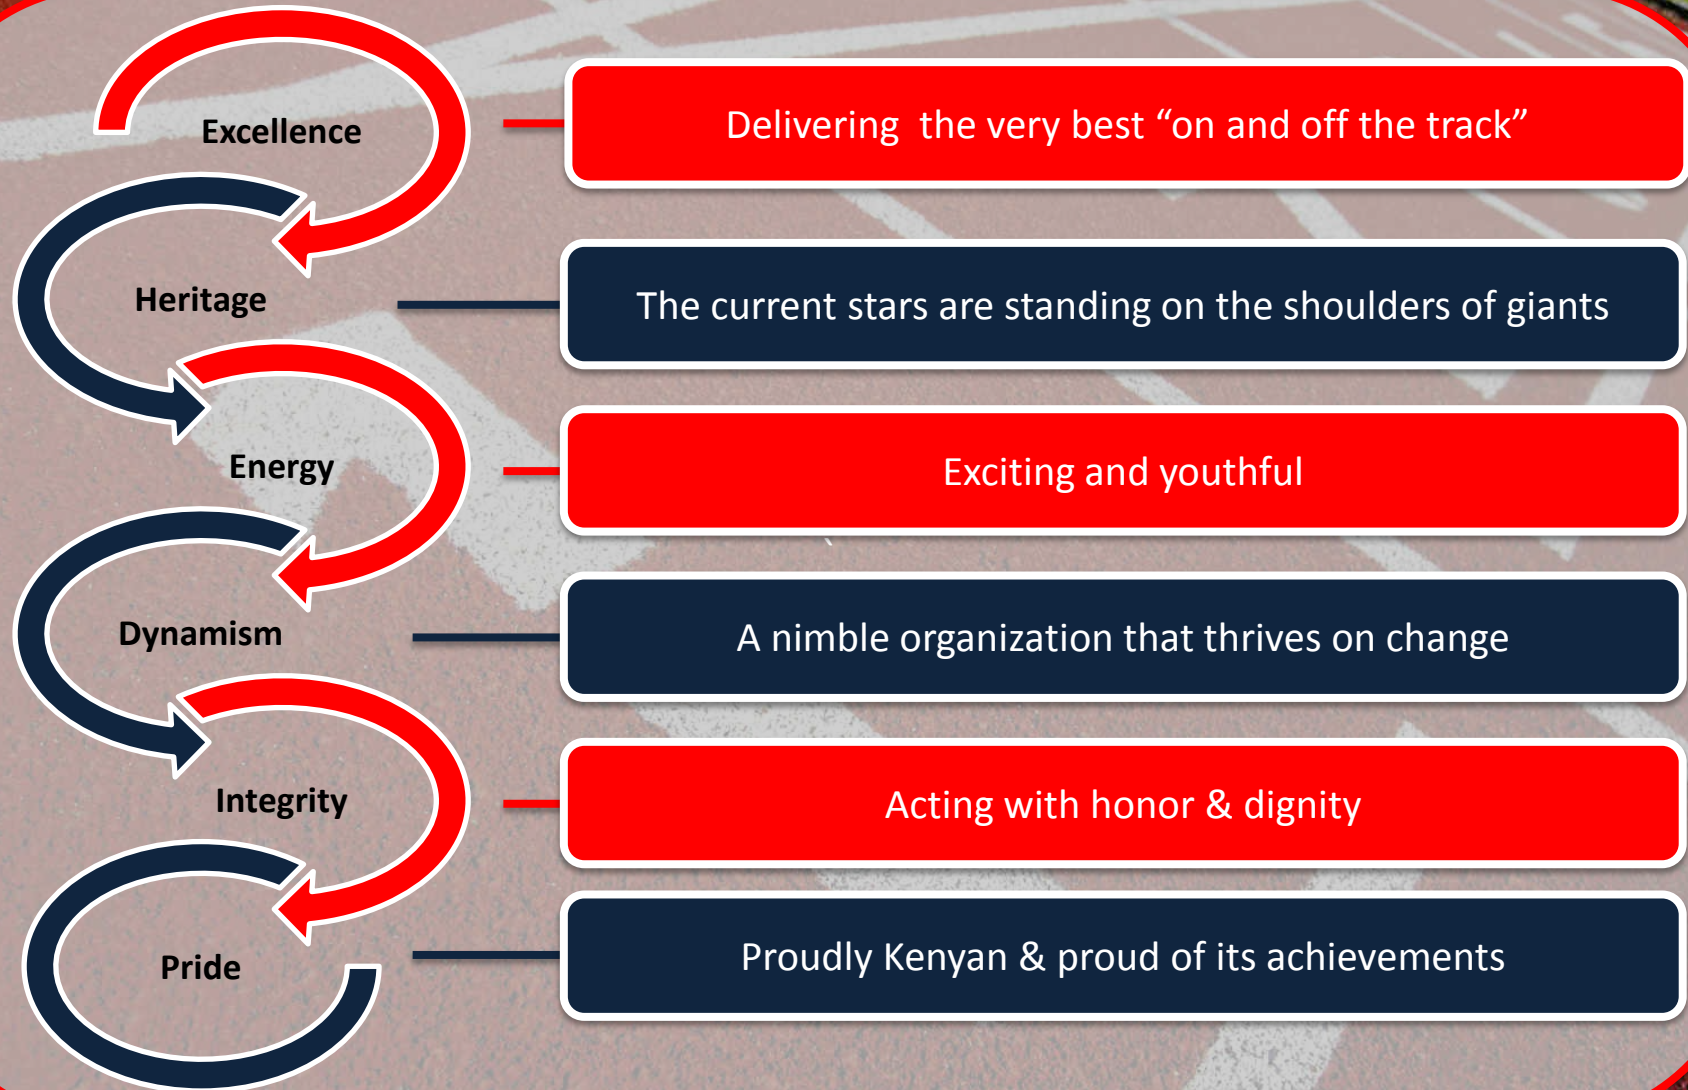 Excellence
Delivering  the very best “on and off the track”
Heritage
The current stars are standing on the shoulders of giants
Energy
Exciting and youthful
Dynamism
A nimble organization that thrives on change
Integrity
Acting with honor & dignity
Pride
Proudly Kenyan & proud of its achievements